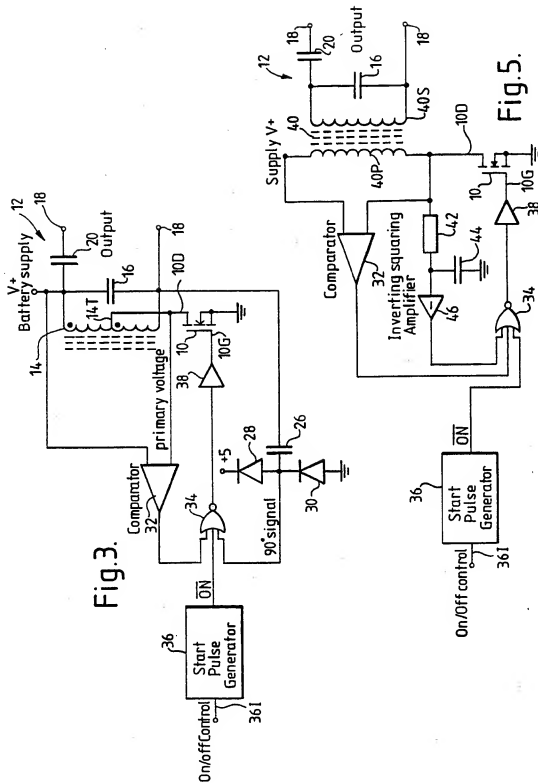 Fig.3.
V+
Battery supply
12
18
20
Output
14
14T
16
18
primary voltage
10D
10
10G
38
Comparator
32
34
+5
28
26
30
90° signal
ON
36
Start
Pulse
Generator
On/off Control
36I
Fig.5.
Supply V+
12
18
20
Output
40
16
18
40P
40S
10D
10
10G
38
Comparator
32
42
44
Inverting squaring
Amplifier
46
34
ON
36
Start
Pulse
Generator
On/Off control
36I